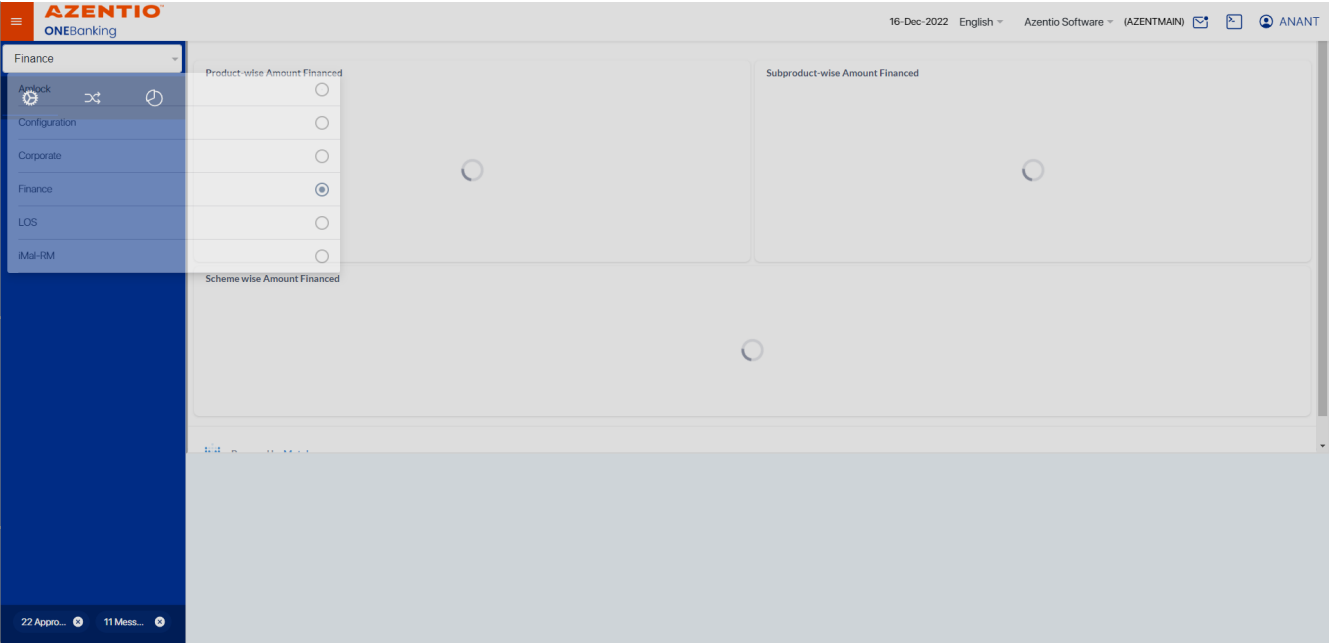 AZENTIO
ONEBanking
16-Dec-2022 English Azentio Software (AZENTMAIN) ANANT
Finance
Product-wise Amount Financed
Subproduct-wise Amount Financed
Amlock
Configuration
Corporate
Finance
LOS
iMal-RM
Scheme wise Amount Financed
22 Appro...
11 Mess...